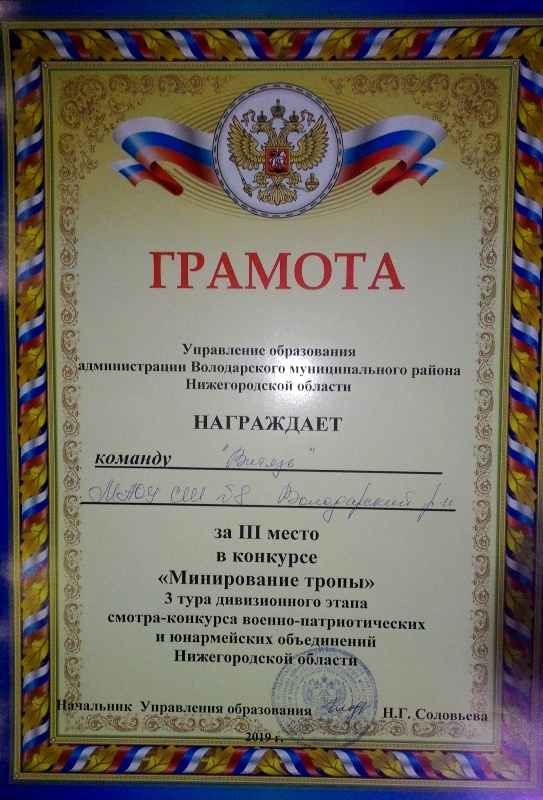 ГРАМОТА
Управление образования
администрации Володарского муниципального района
Нижегородской области
НАГРАЖДАЕТ
команду "Витязь"
МАОУ СШ №8 Володарский р-н
за III место
в конкурсе
«Минирование тропы»
3 тура дивизионного этапа
смотра-конкурса военно-патриотических
и юнармейских объединений
Нижегородской области
Начальник Управления образования Н.Г. Соловьева
2019 г.